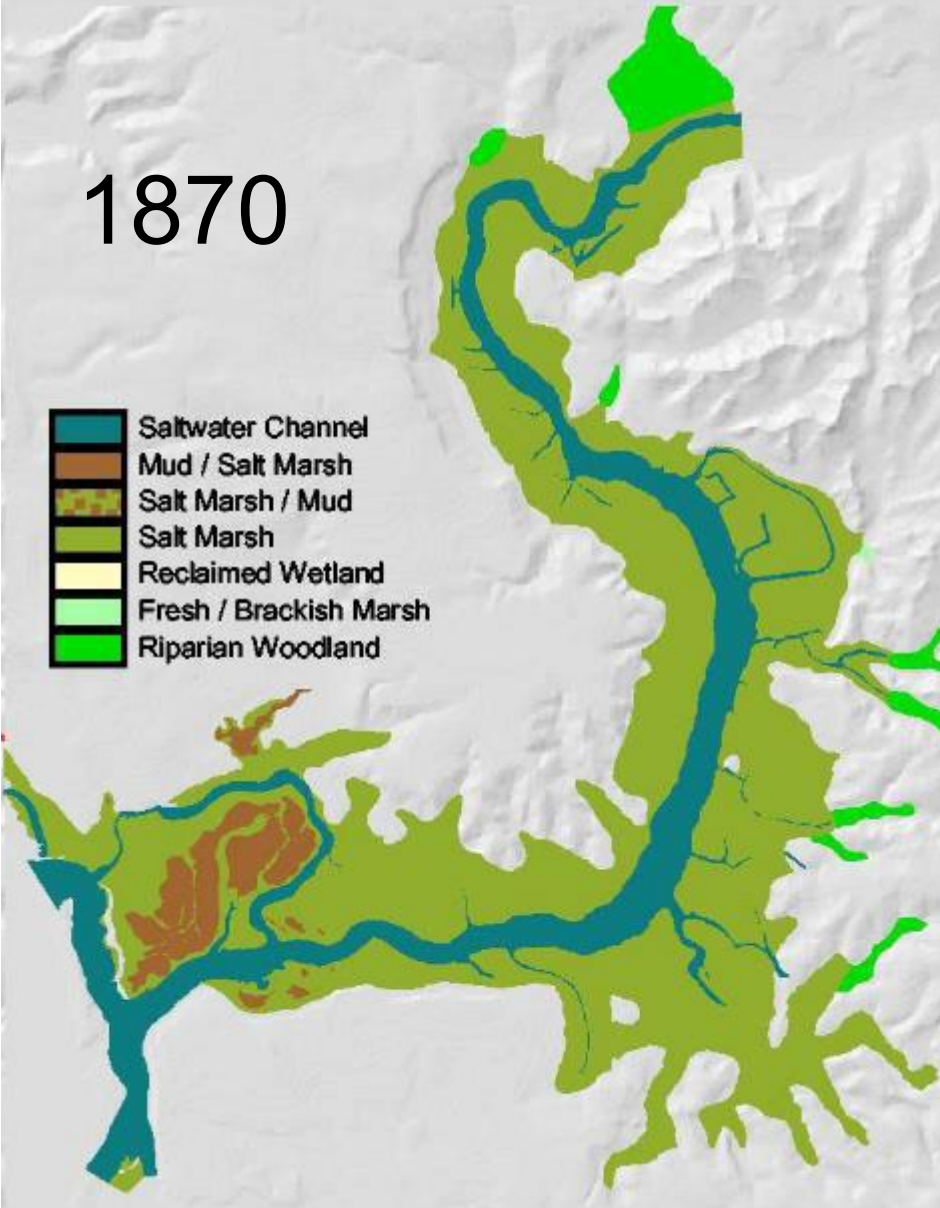 1870
Saltwater Channel
Mud / Salt Marsh
Salt Marsh / Mud
Salt Marsh
Reclaimed Wetland
Fresh / Brackish Marsh
Riparian Woodland